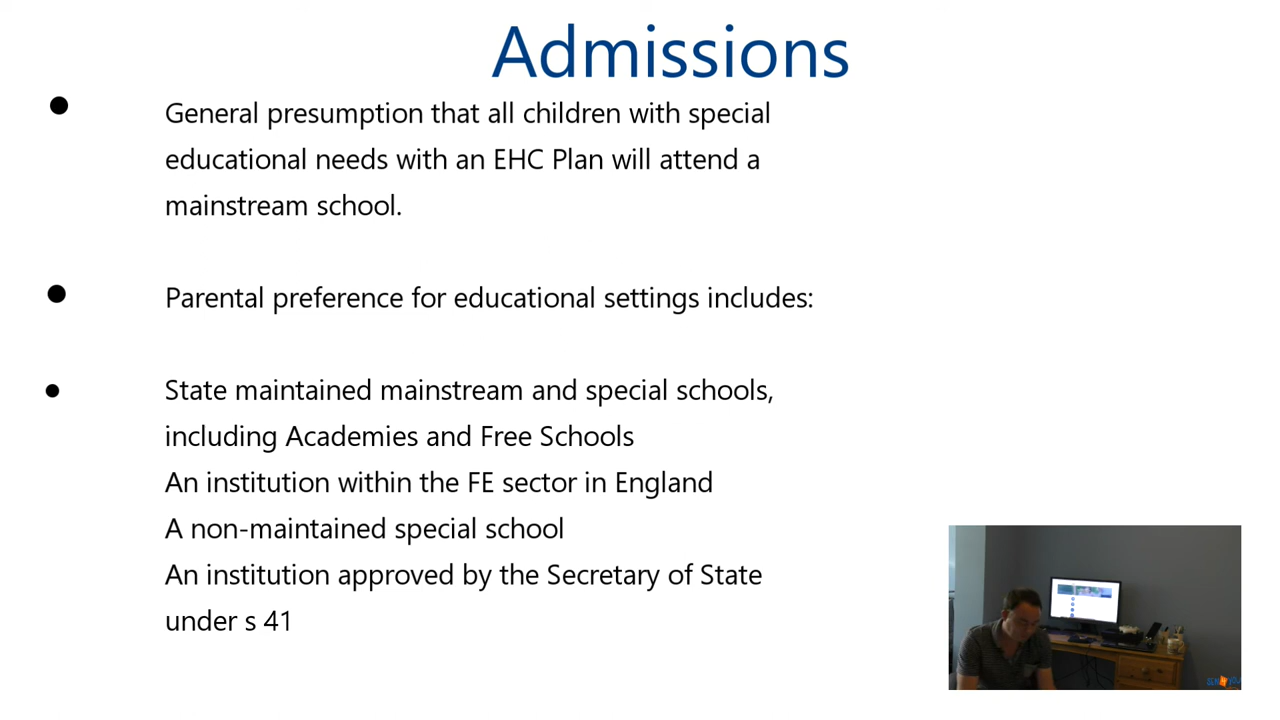 Admissions
General presumption that all children with special
educational needs with an EHC Plan will attend a
mainstream school.
Parental preference for educational settings includes:
State maintained mainstream and special schools,
including Academies and Free Schools
An institution within the FE sector in England
A non-maintained special school
An institution approved by the Secretary of State
under s 41